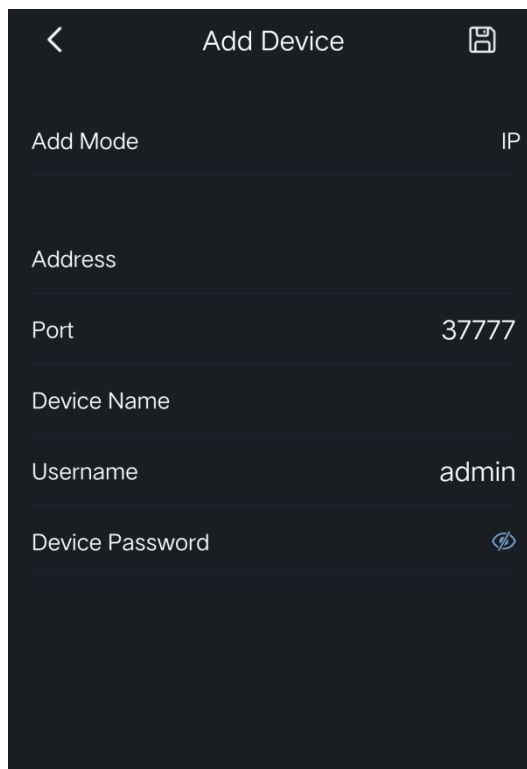 Add Device
Add Mode IP
Address
Port 37777
Device Name
Username admin
Device Password